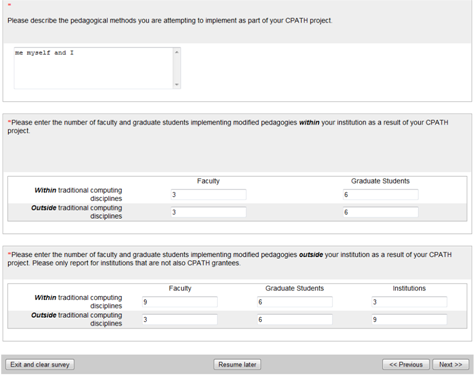 *
Please describe the pedagogical methods you are attempting to implement as part of your CPATH project.
me myself and I
*Please enter the number of faculty and graduate students implementing modified pedagogies within your institution as a result of your CPATH
project.
Faculty Graduate Students
Within traditional computing
disciplines 3 6
Outside traditional computing
disciplines 3 6
*Please enter the number of faculty and graduate students implementing modified pedagogies outside your institution as a result of your CPATH
project. Please only report for institutions that are not also CPATH grantees.
Faculty Graduate Students Institutions
Within traditional computing
disciplines 9 6 3
Outside traditional computing
disciplines 3 6 9
Exit and clear survey Resume later << Previous Next >>